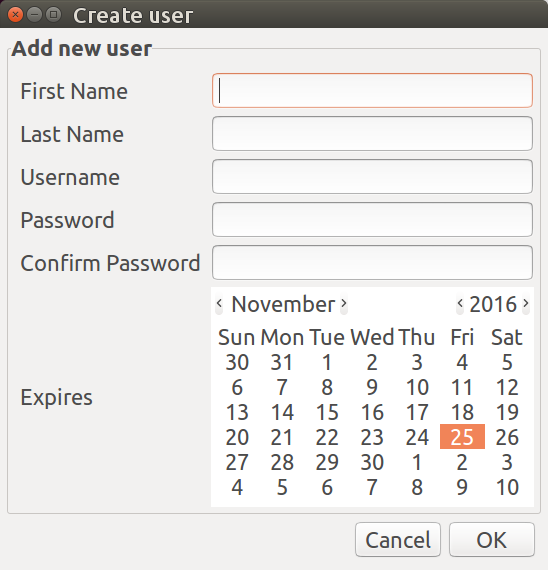 Create user
Add new user
First Name
Last Name
Username
Password
Confirm Password
‹ November › ‹ 2016 ›
Sun Mon Tue Wed Thu Fri Sat
30 31 1 2 3 4 5
6 7 8 9 10 11 12
13 14 15 16 17 18 19
Expires
20 21 22 23 24 25 26
27 28 29 30 1 2 3
4 5 6 7 8 9 10
Cancel OK